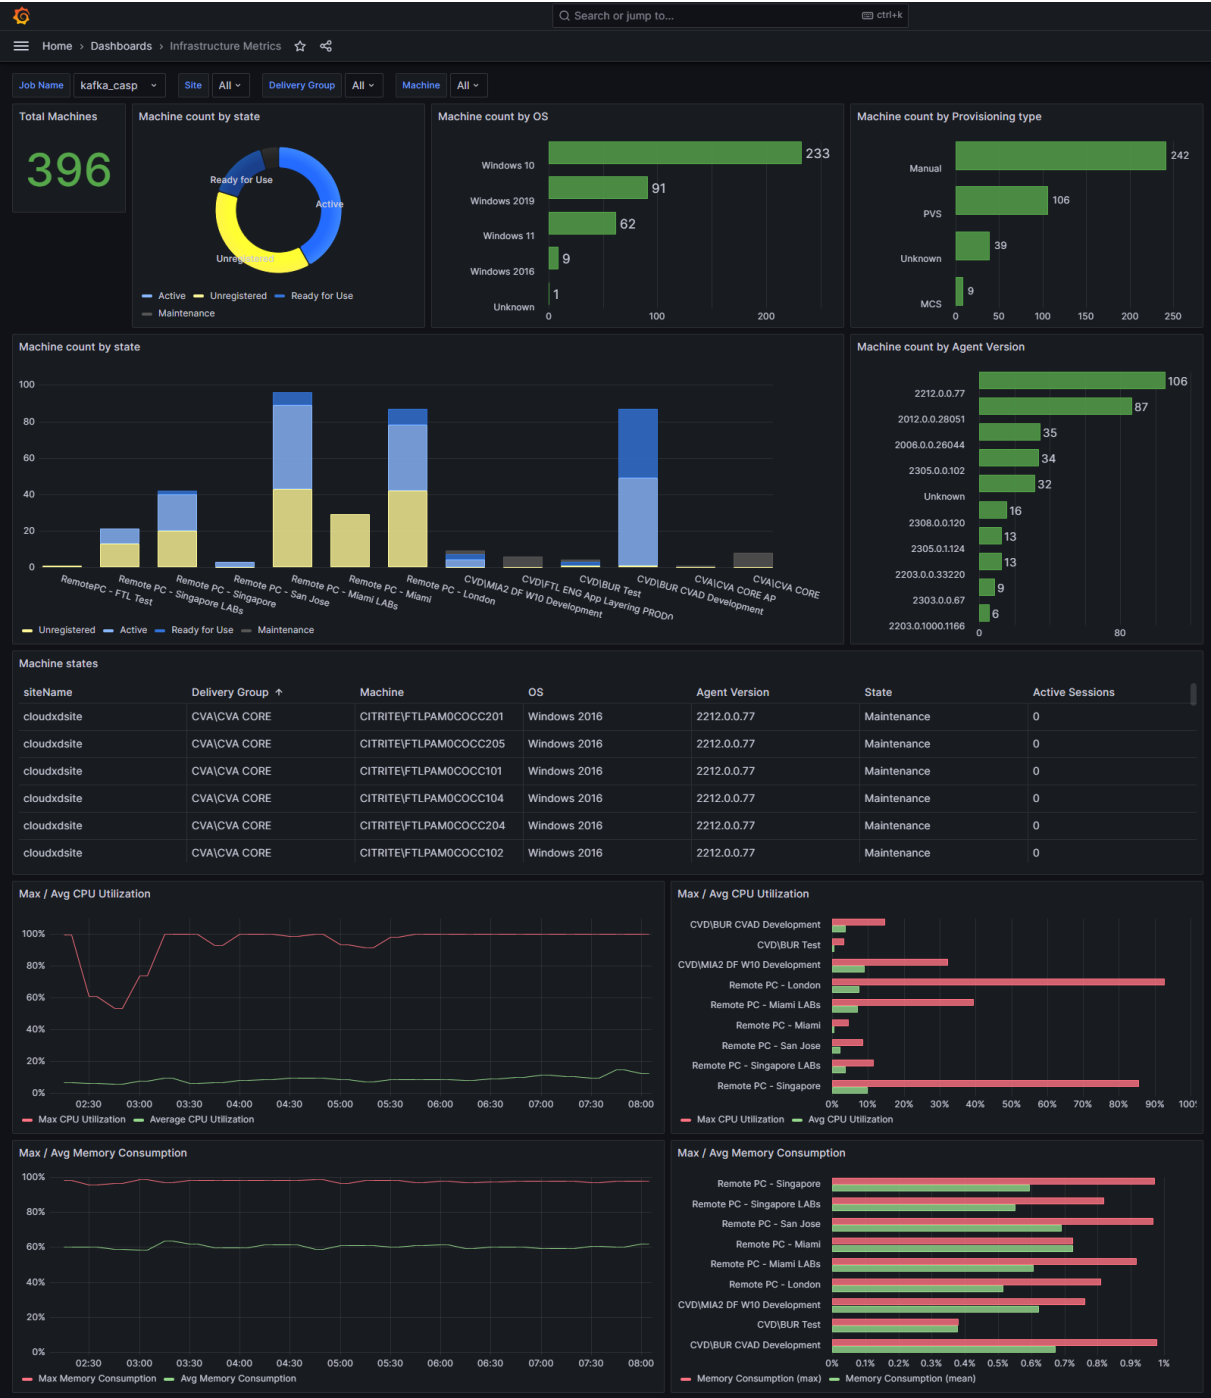 Search or jump to... ctrl+k
Home › Dashboards › Infrastructure Metrics
Job Name kafka_casp Site All Delivery Group All Machine All
Total Machines
396
Machine count by state
Ready for Use
Active
Unregistered
Active Unregistered Ready for Use
Maintenance
Machine count by OS
Windows 10 233
Windows 2019 91
Windows 11 62
Windows 2016 9
Unknown 1
0 100 200
Machine count by Provisioning type
Manual 242
PVS 106
Unknown 39
MCS 9
0 50 100 150 200 250
Machine count by state
100
80
60
40
20
0
RemotePC - FTL Test
Remote PC - Singapore LABs
Remote PC - Singapore
Remote PC - San Jose
Remote PC - Miami LABs
Remote PC - Miami
Remote PC - London
CVD\MIA2 DF W10 Development
CVD\FTL ENG App Layering PRODn
CVD\BUR Test
CVD\BUR CVAD Development
CVA\CVA CORE AP
CVA\CVA CORE
Unregistered Active Ready for Use Maintenance
Machine count by Agent Version
2212.0.0.77 106
2012.0.0.28051 87
2006.0.0.26044 35
2305.0.0.102 34
Unknown 32
2308.0.0.120 16
2305.0.1.124 13
2203.0.0.33220 13
2303.0.0.67 9
2203.0.1000.1166 6
0 80
Machine states
siteName Delivery Group ↑ Machine OS Agent Version State Active Sessions
cloudxdsite CVA\CVA CORE CITRITE\FTLPAM0COCC201 Windows 2016 2212.0.0.77 Maintenance 0
cloudxdsite CVA\CVA CORE CITRITE\FTLPAM0COCC205 Windows 2016 2212.0.0.77 Maintenance 0
cloudxdsite CVA\CVA CORE CITRITE\FTLPAM0COCC101 Windows 2016 2212.0.0.77 Maintenance 0
cloudxdsite CVA\CVA CORE CITRITE\FTLPAM0COCC104 Windows 2016 2212.0.0.77 Maintenance 0
cloudxdsite CVA\CVA CORE CITRITE\FTLPAM0COCC204 Windows 2016 2212.0.0.77 Maintenance 0
cloudxdsite CVA\CVA CORE CITRITE\FTLPAM0COCC102 Windows 2016 2212.0.0.77 Maintenance 0
Max / Avg CPU Utilization
100%
80%
60%
40%
20%
0%
02:30 03:00 03:30 04:00 04:30 05:00 05:30 06:00 06:30 07:00 07:30 08:00
Max CPU Utilization Average CPU Utilization
Max / Avg CPU Utilization
CVD\BUR CVAD Development
CVD\BUR Test
CVD\MIA2 DF W10 Development
Remote PC - London
Remote PC - Miami LABs
Remote PC - Miami
Remote PC - San Jose
Remote PC - Singapore LABs
Remote PC - Singapore
0% 10% 20% 30% 40% 50% 60% 70% 80% 90% 100%
Max CPU Utilization Avg CPU Utilization
Max / Avg Memory Consumption
100%
80%
60%
40%
20%
0%
02:30 03:00 03:30 04:00 04:30 05:00 05:30 06:00 06:30 07:00 07:30 08:00
Max Memory Consumption Avg Memory Consumption
Max / Avg Memory Consumption
Remote PC - Singapore
Remote PC - Singapore LABs
Remote PC - San Jose
Remote PC - Miami
Remote PC - Miami LABs
Remote PC - London
CVD\MIA2 DF W10 Development
CVD\BUR Test
CVD\BUR CVAD Development
0% 0.1% 0.2% 0.3% 0.4% 0.5% 0.6% 0.7% 0.8% 0.9% 1%
Memory Consumption (max) Memory Consumption (mean)